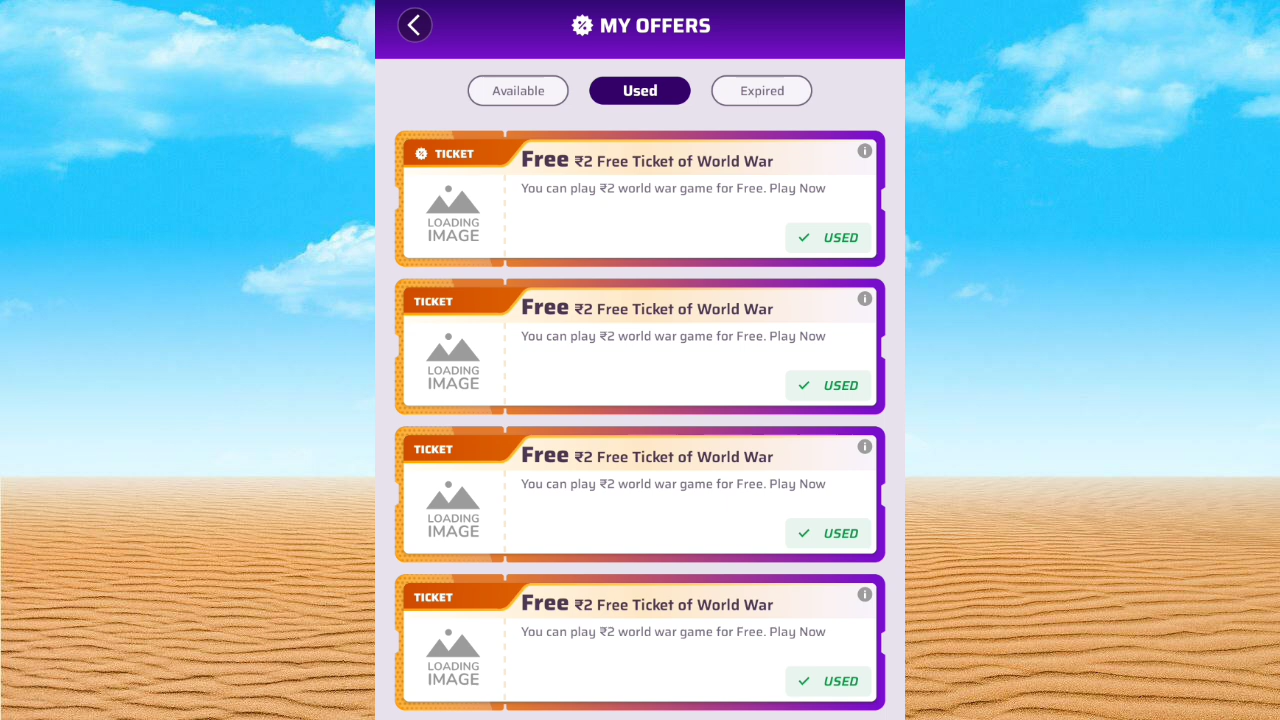 MY OFFERS
Available
Used
Expired
TICKET
Free ₹2 Free Ticket of World War
You can play ₹2 world war game for Free. Play Now
LOADING
IMAGE
USED
TICKET
Free ₹2 Free Ticket of World War
You can play ₹2 world war game for Free. Play Now
LOADING
IMAGE
USED
TICKET
Free ₹2 Free Ticket of World War
You can play ₹2 world war game for Free. Play Now
LOADING
IMAGE
USED
TICKET
Free ₹2 Free Ticket of World War
You can play ₹2 world war game for Free. Play Now
LOADING
IMAGE
USED